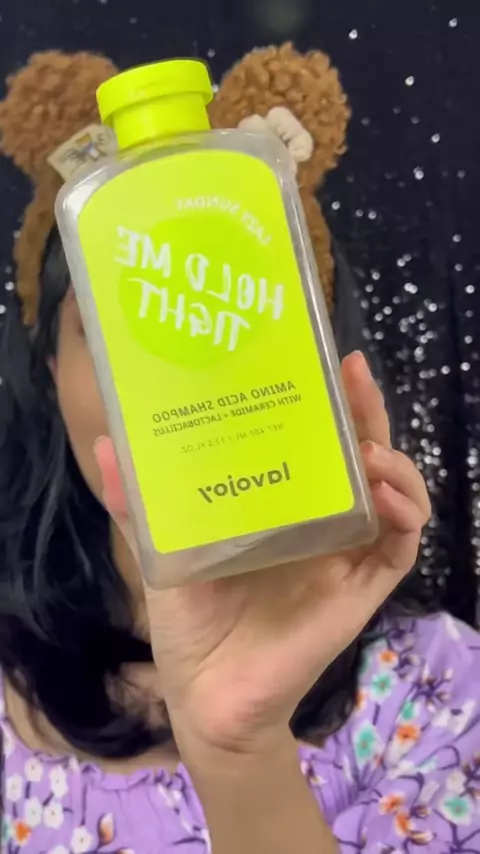 LAZY SUNDAY
HOLD ME
TIGHT
AMINO ACID SHAMPOO
WITH CERAMIDE + LACTOBACILLUS
lavojoy